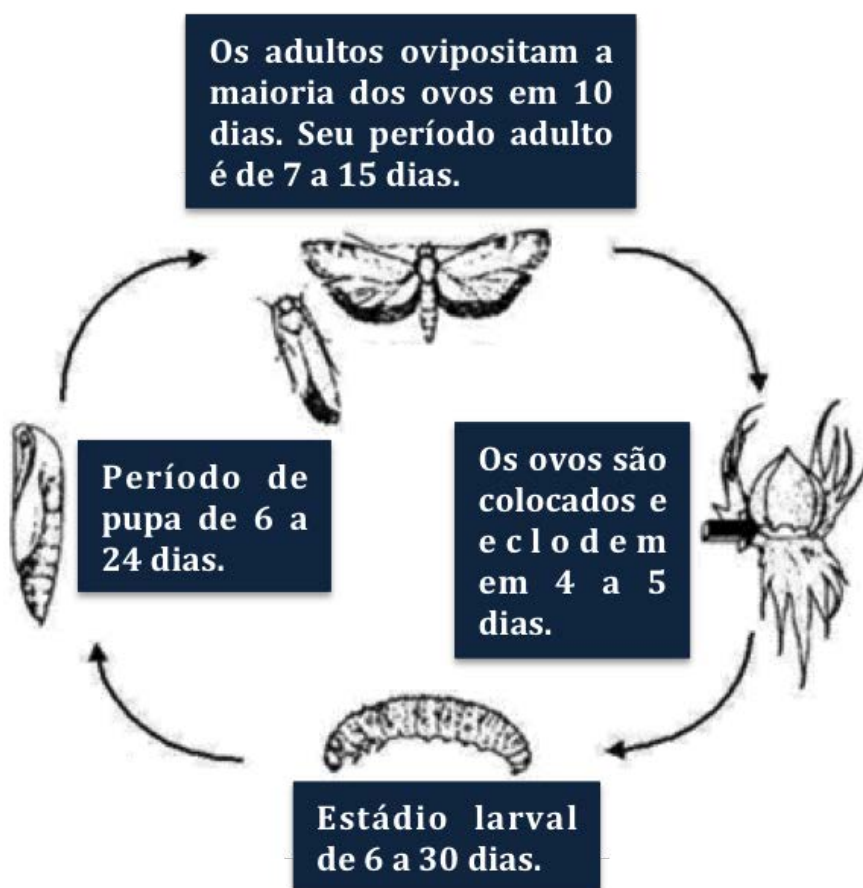 Os adultos ovipositam a
maioria dos ovos em 10
dias. Seu período adulto
é de 7 a 15 dias.
Os ovos são
colocados e
eclodem
em 4 a 5
dias.
Período de
pupa de 6 a
24 dias.
Estádio larval
de 6 a 30 dias.